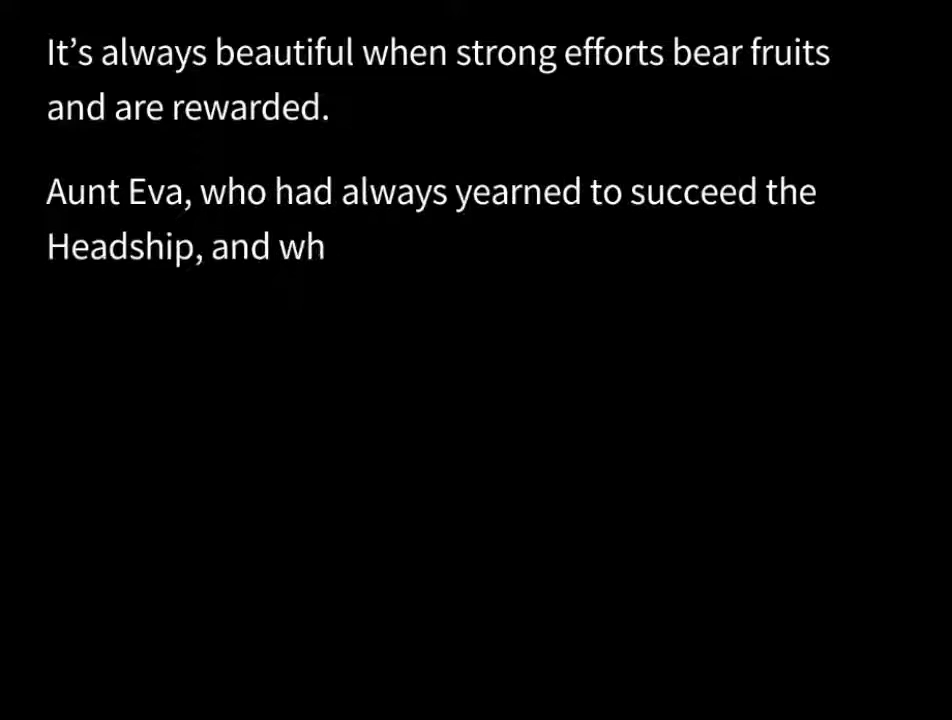 It’s always beautiful when strong efforts bear fruits
and are rewarded.
Aunt Eva, who had always yearned to succeed the
Headship, and wh